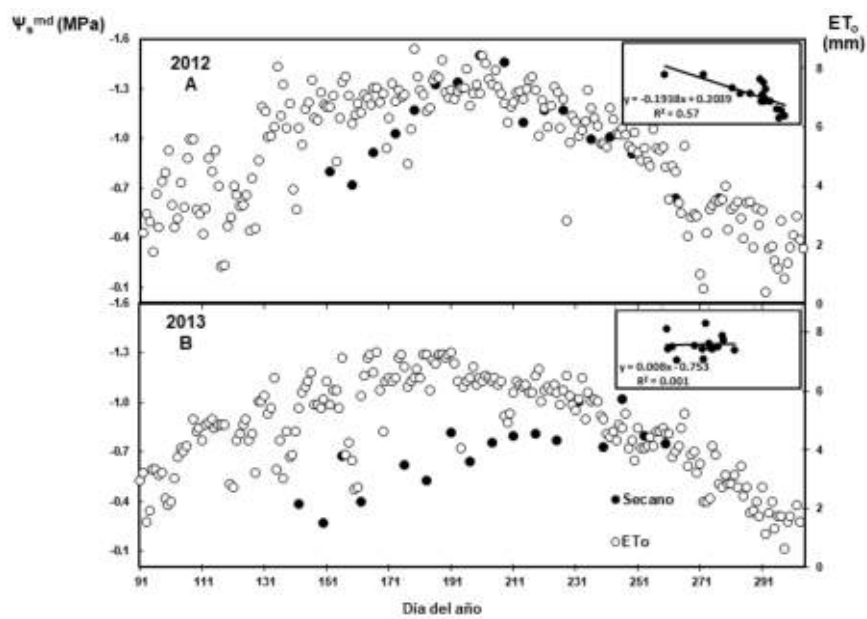 Ψsmd (MPa)
ETo
(mm)
2012
A
-1.6
-1.3
-1.0
-0.7
-0.4
-0.1
8
6
4
2
0
y = -0.1938x + 0.2089
R² = 0.57
2013
B
-1.6
-1.3
-1.0
-0.7
-0.4
-0.1
8
6
4
2
0
y = 0.008x - 0.753
R² = 0.001
Secano
ETo
91 111 131 151 171 191 211 231 251 271 291
Día del año